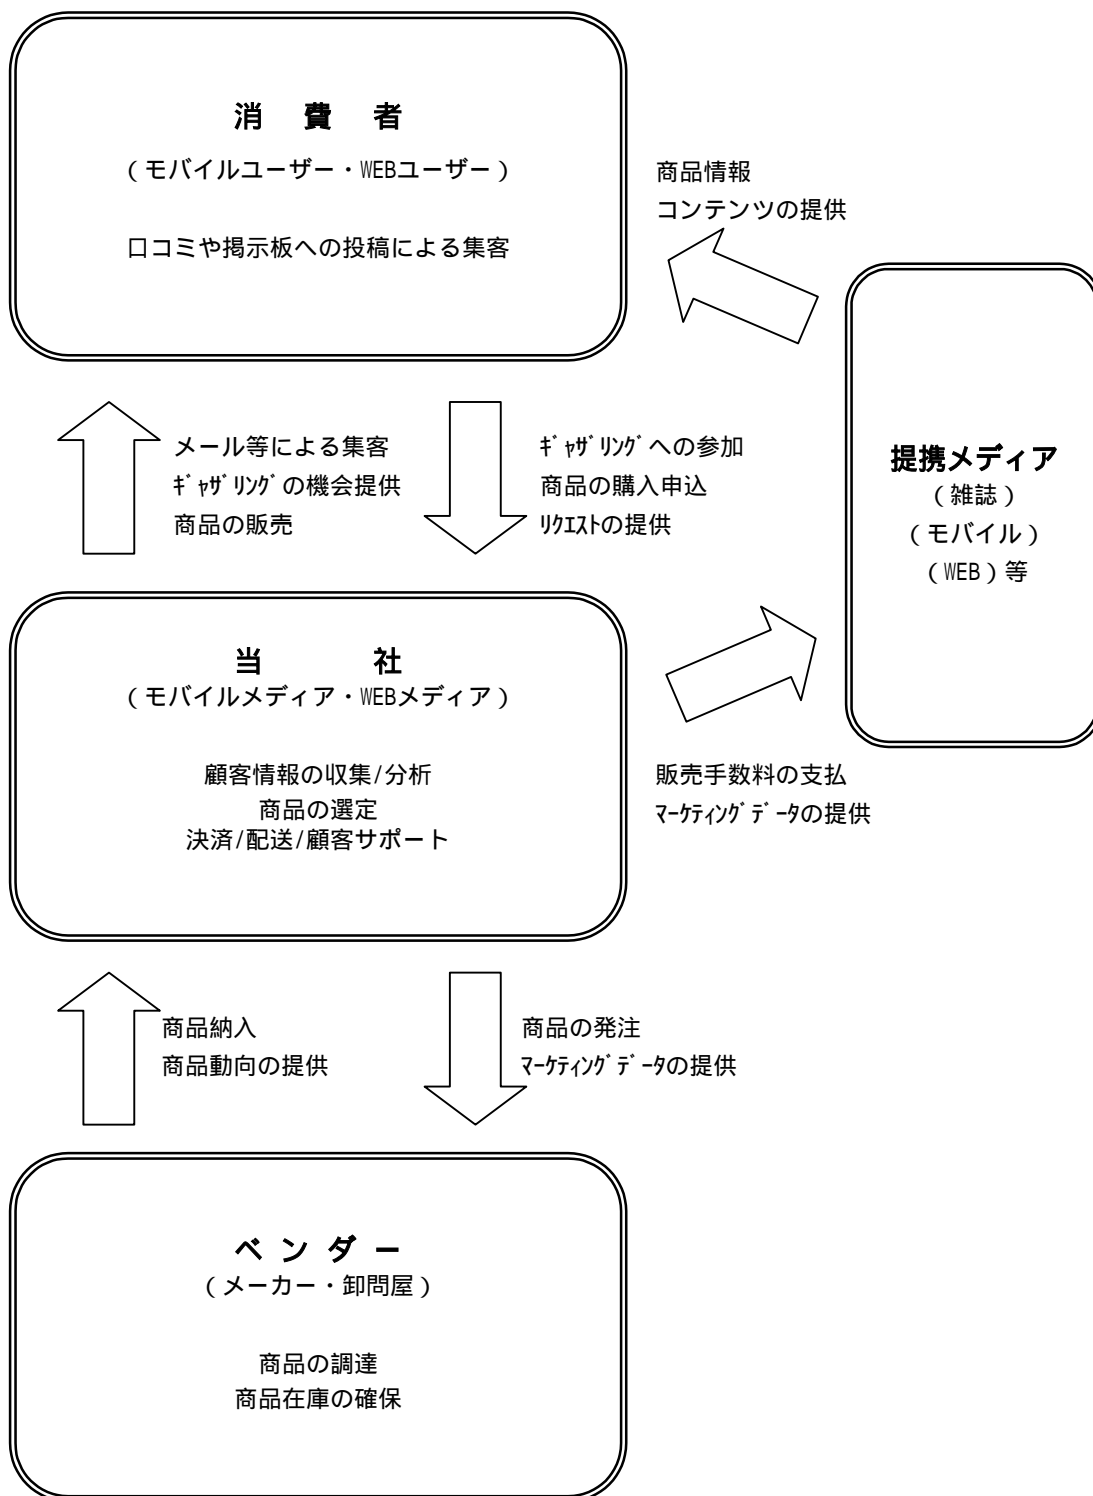 消 費 者
（モバイルユーザー・WEBユーザー）
口コミや掲示板への投稿による集客
商品情報
コンテンツの提供
提携メディア
（雑誌）
（モバイル）
（WEB）等
メール等による集客
ｷﾞｬｻﾞﾘﾝｸﾞの機会提供
商品の販売
ｷﾞｬｻﾞﾘﾝｸﾞへの参加
商品の購入申込
ﾘｸｴｽﾄの提供
当 社
（モバイルメディア・WEBメディア）
顧客情報の収集/分析
商品の選定
決済/配送/顧客サポート
販売手数料の支払
ﾏｰｹﾃｨﾝｸﾞﾃﾞｰﾀの提供
商品納入
商品動向の提供
商品の発注
ﾏｰｹﾃｨﾝｸﾞﾃﾞｰﾀの提供
ベ ン ダ ー
（メーカー・卸問屋）
商品の調達
商品在庫の確保